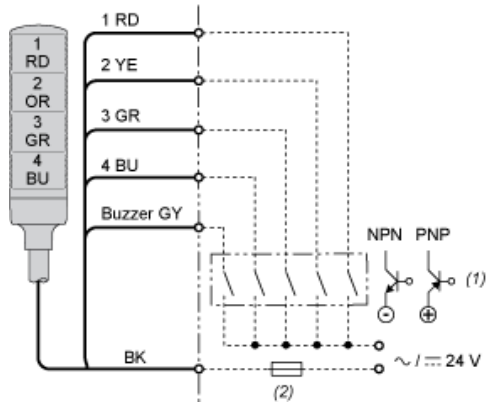 1
RD
2
OR
3
GR
4
BU
1 RD
2 YE
3 GR
4 BU
Buzzer GY
BK
NPN PNP
(1)
- +
~ / ⎓ 24 V
(2)